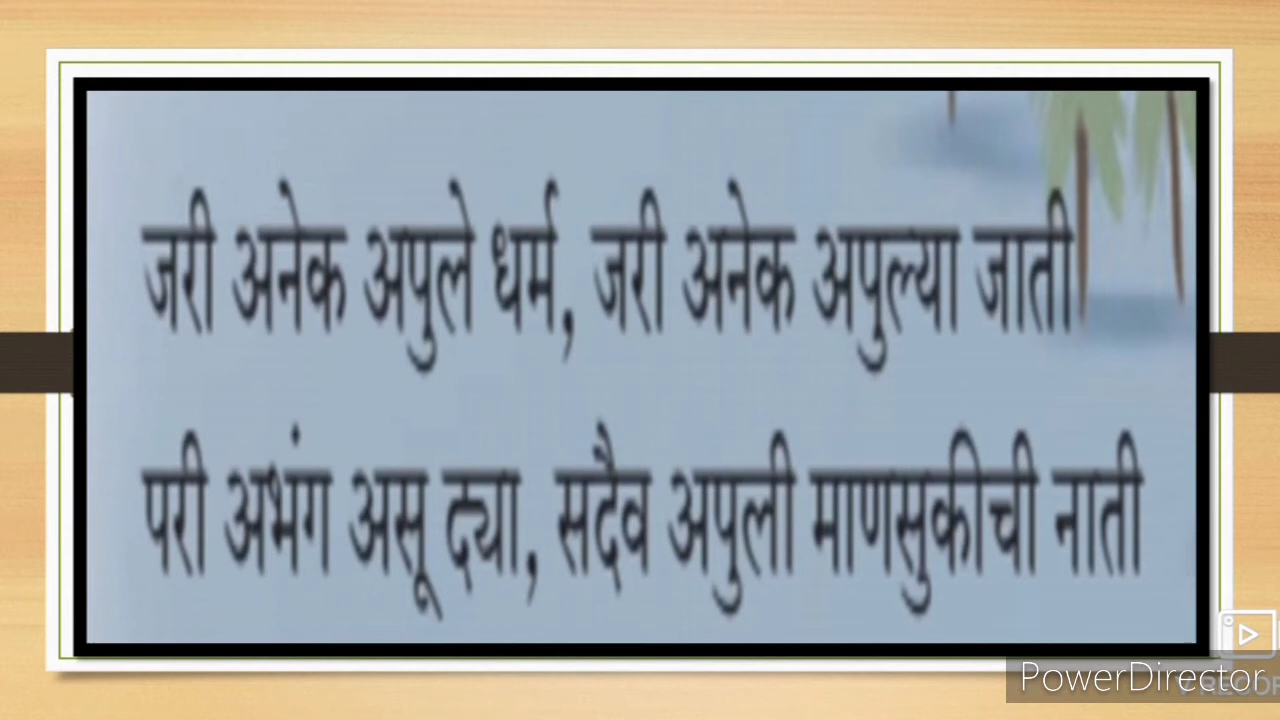 जरी अनेक अपुले धर्म, जरी अनेक अपुल्या जाती
परी अभंग असू द्या, सदैव अपुली माणसुकीची नाती
PowerDirector